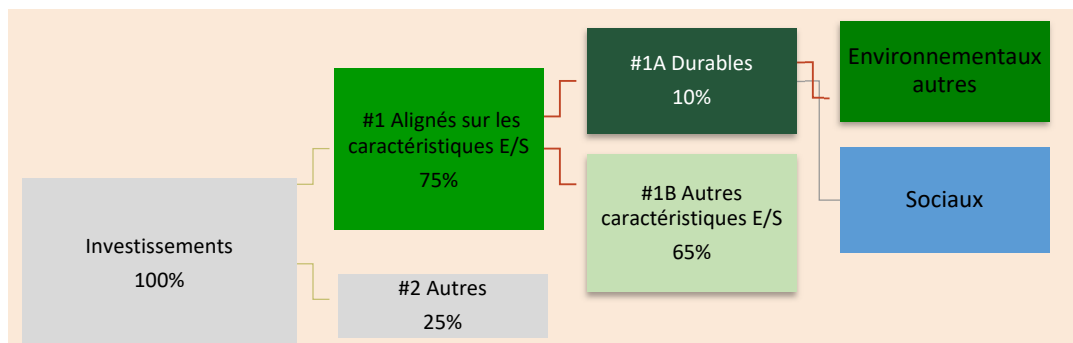 Investissements
100%
#1 Alignés sur les
caractéristiques E/S
75%
#2 Autres
25%
#1A Durables
10%
#1B Autres
caractéristiques E/S
65%
Environnementaux
autres
Sociaux